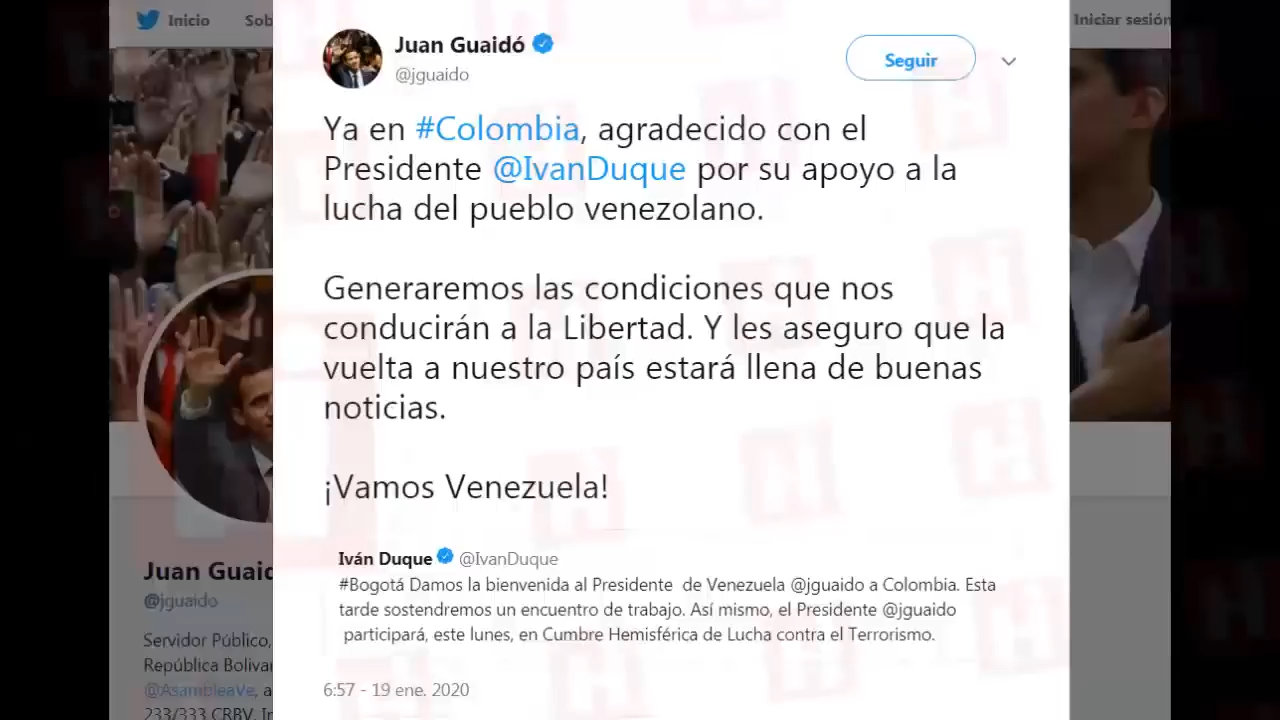 Inicio
Sob
Iniciar sesión
Juan Guaidó
@jguaido
Seguir
Ya en #Colombia, agradecido con el
Presidente @IvanDuque por su apoyo a la
lucha del pueblo venezolano.
Generaremos las condiciones que nos
conducirán a la Libertad. Y les aseguro que la
vuelta a nuestro país estará llena de buenas
noticias.
¡Vamos Venezuela!
Iván Duque @IvanDuque
#Bogotá Damos la bienvenida al Presidente de Venezuela @jguaido a Colombia. Esta
tarde sostendremos un encuentro de trabajo. Así mismo, el Presidente @jguaido
participará, este lunes, en Cumbre Hemisférica de Lucha contra el Terrorismo.
6:57 - 19 ene. 2020
Juan Guaid
@jguaido
Servidor Público,
República Bolivar
@AsambleaVe, a
233/333 CRBV. In